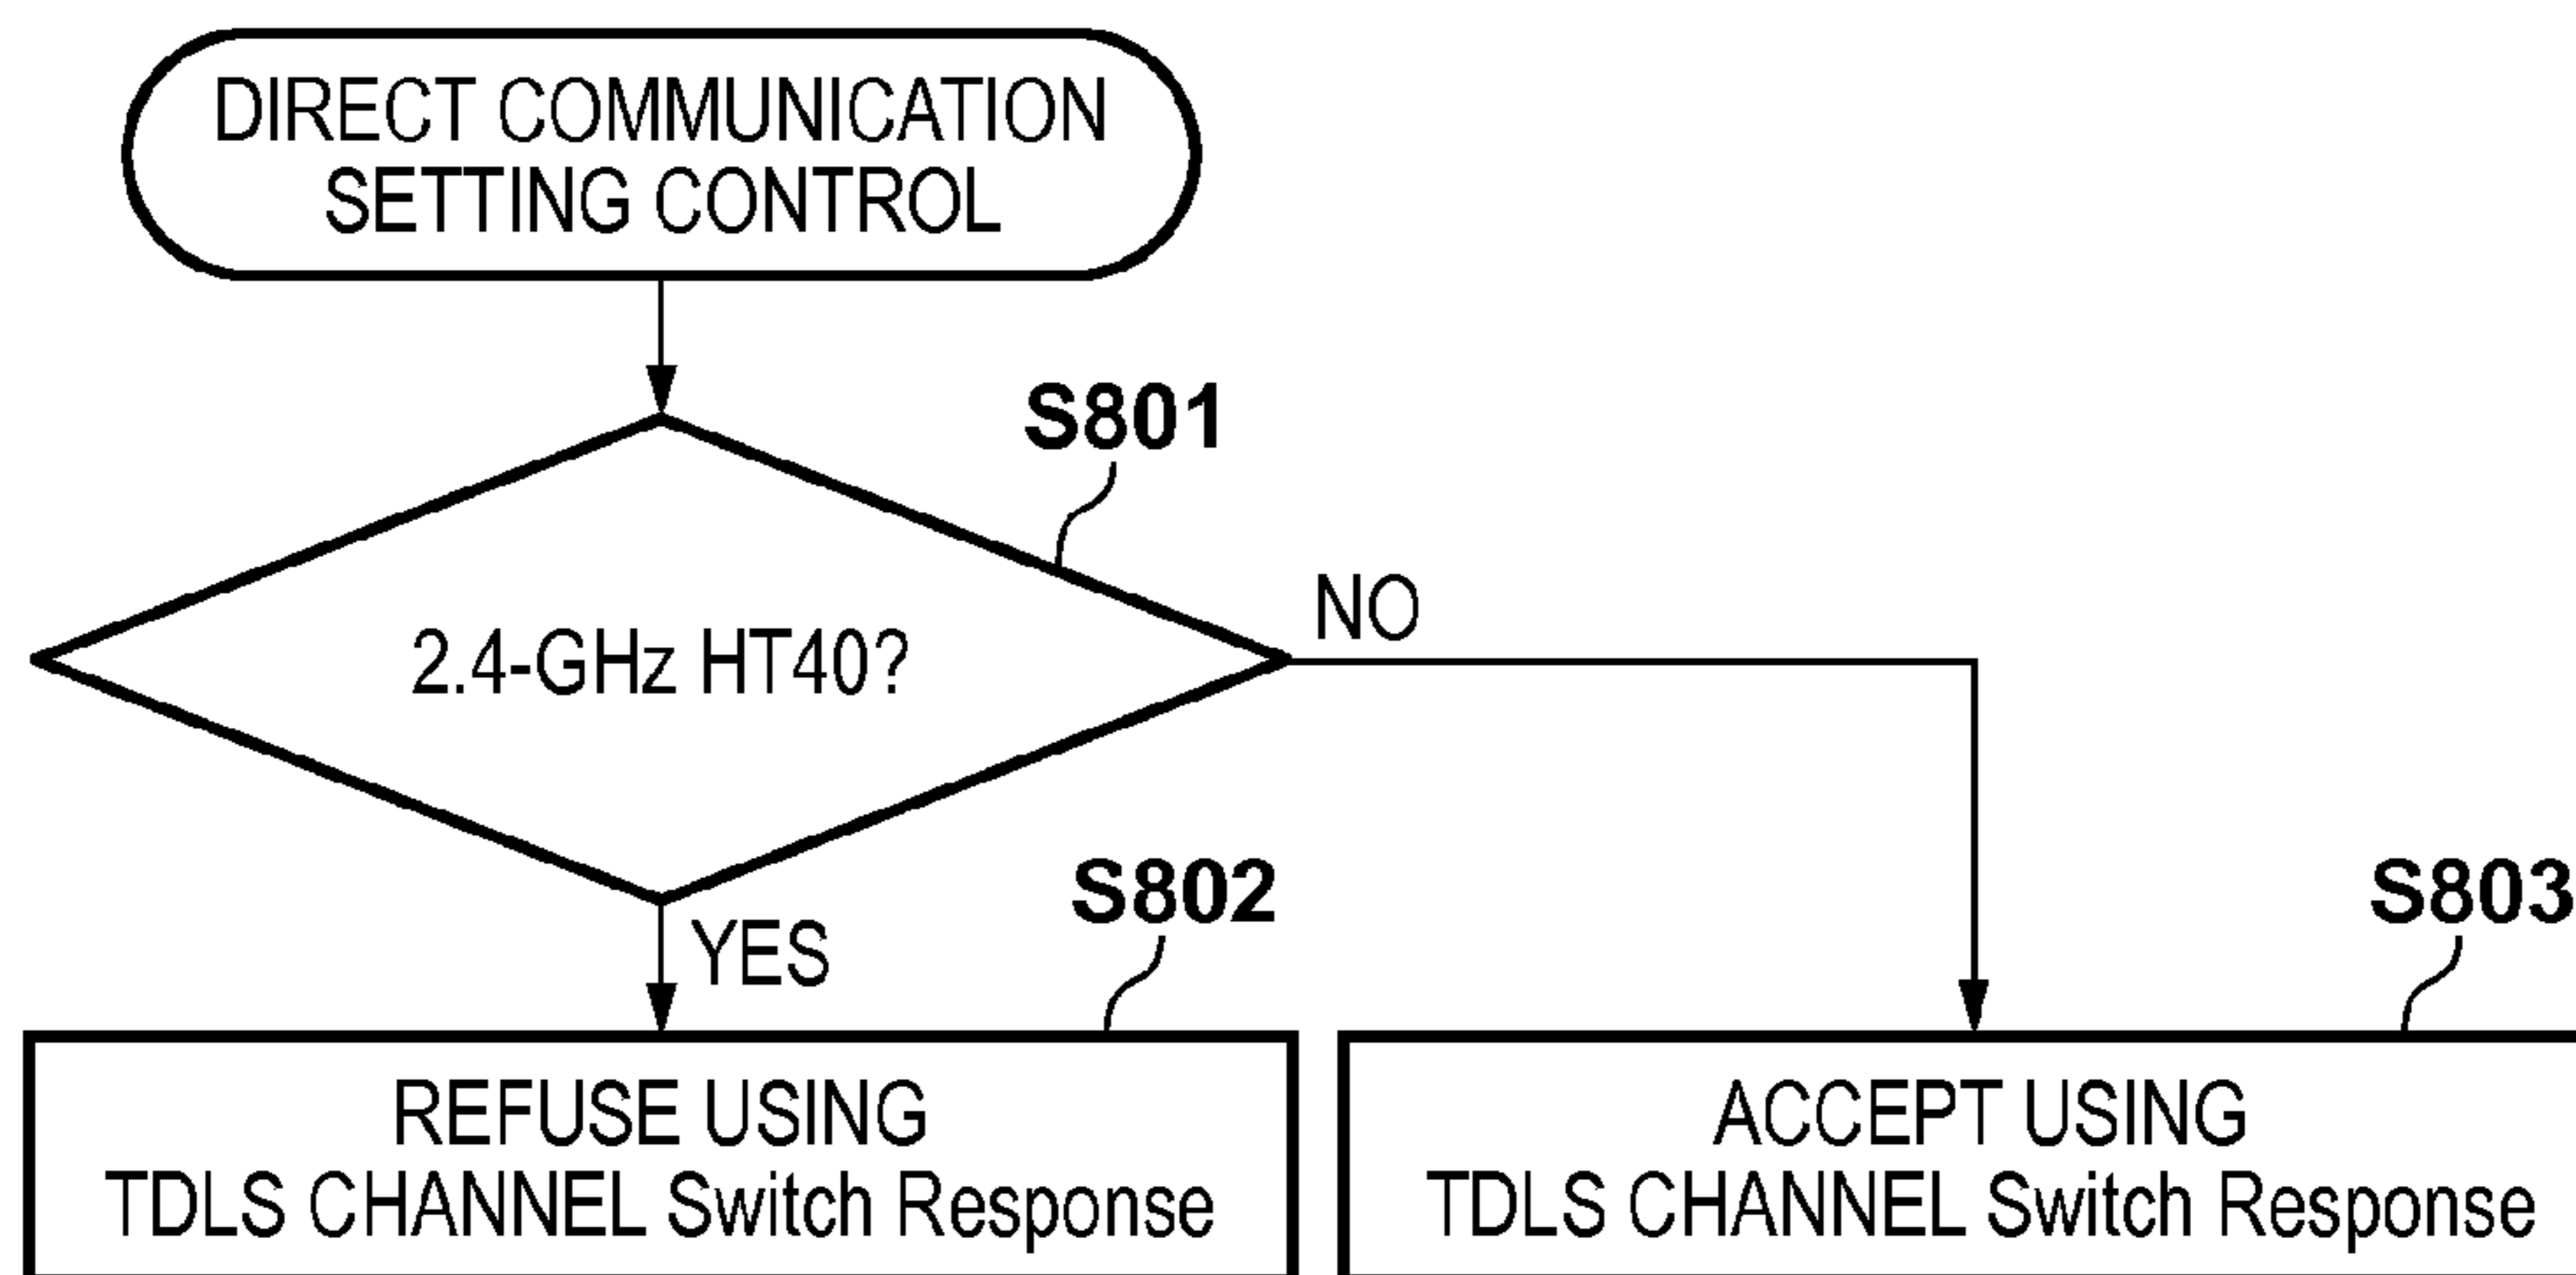 DIRECT COMMUNICATION
SETTING CONTROL
S801
2.4-GHz HT40?
NO
YES
S802
S803
REFUSE USING
TDLS CHANNEL Switch Response
ACCEPT USING
TDLS CHANNEL Switch Response